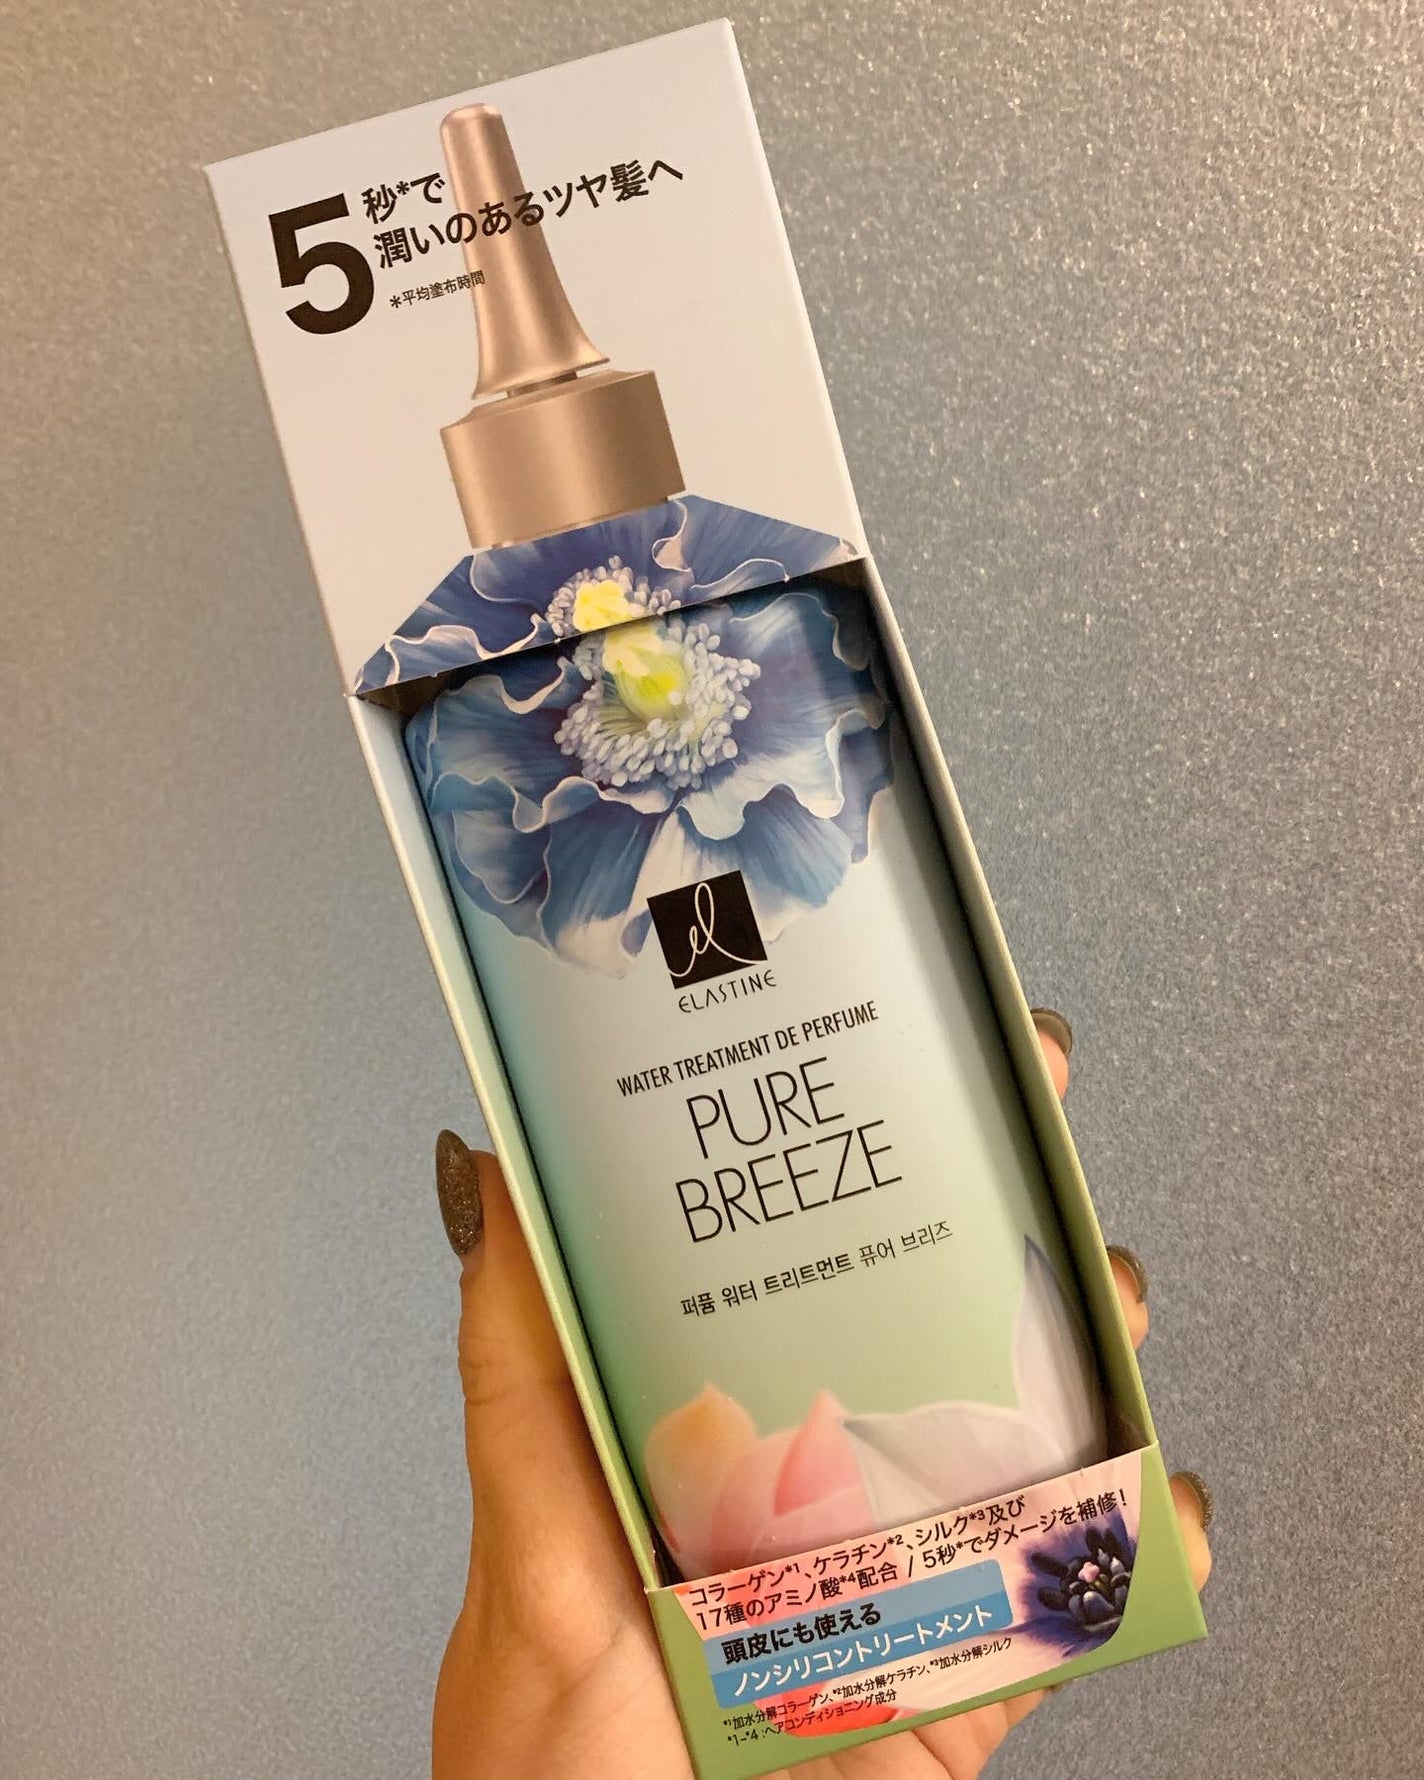 5秒*で
潤いのあるツヤ髪へ
*平均塗布時間
el
ELASTINE
WATER TREATMENT DE PERFUME
PURE
BREEZE
퍼퓸 워터 트리트먼트 퓨어 브리즈
コラーゲン*1、ケラチン*2、シルク*3及び
17種のアミノ酸*4配合 / 5秒*でダメージを補修!
頭皮にも使える
ノンシリコントリートメント
*1加水分解コラーゲン、*2加水分解ケラチン、*3加水分解シルク
*1~*4:ヘアコンディショニング成分